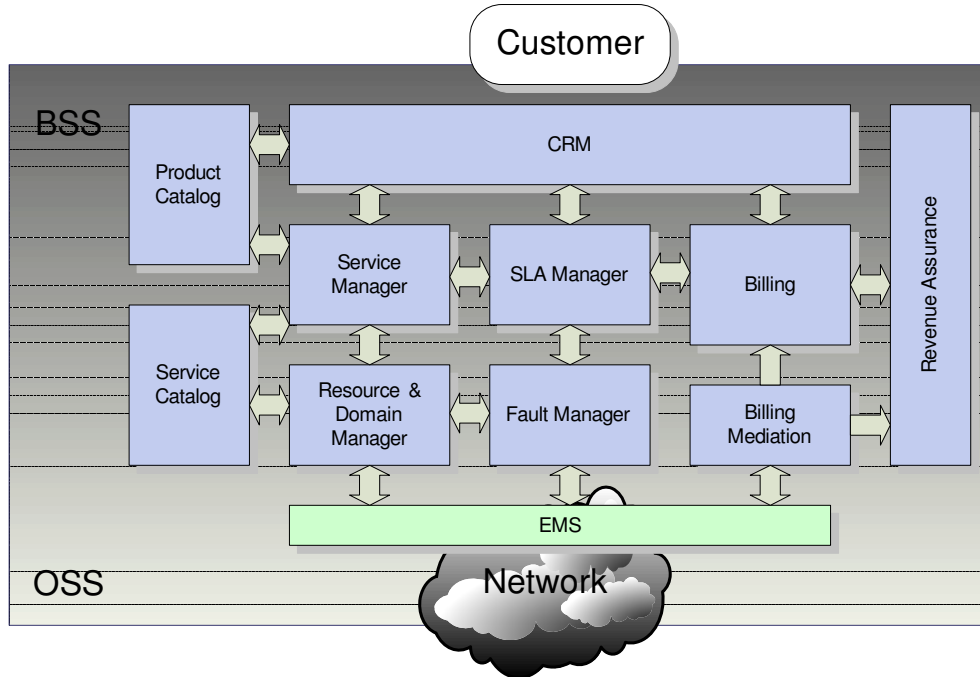 Customer
BSS
CRM
Product
Catalog
Revenue Assurance
Service
Manager
SLA Manager
Billing
Service
Catalog
Resource &
Domain
Manager
Fault Manager
Billing
Mediation
EMS
OSS
Network